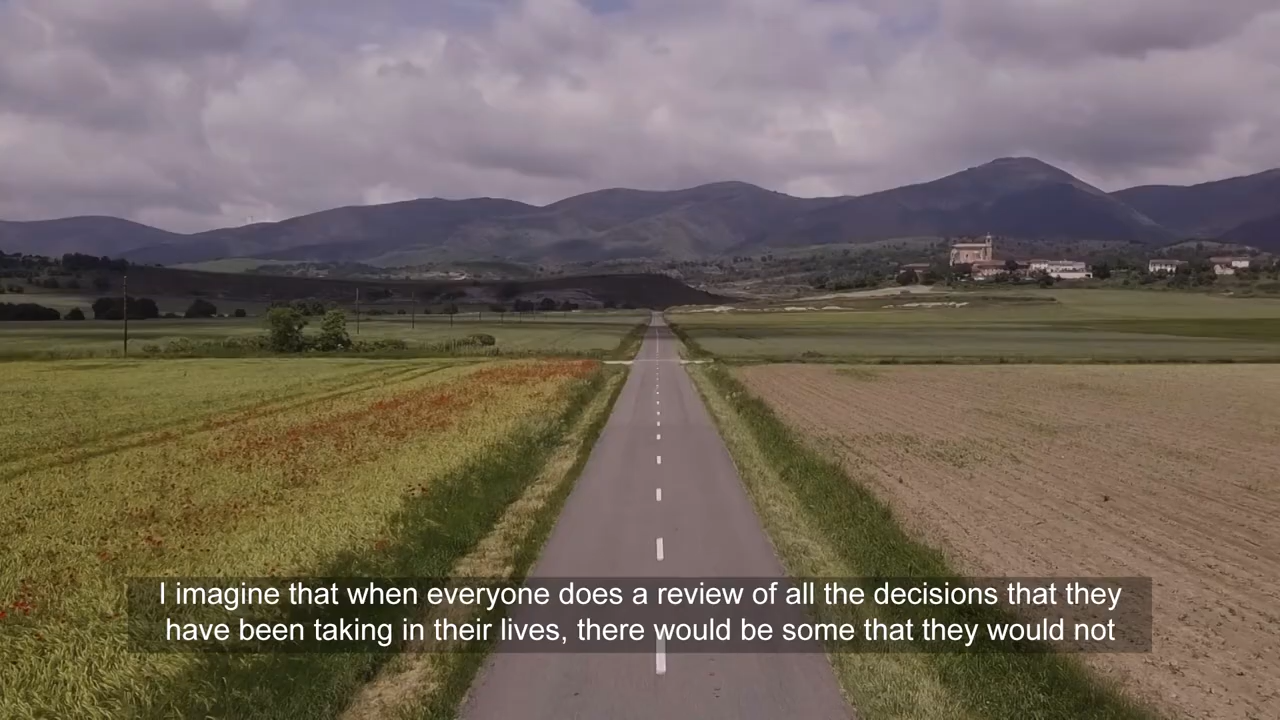 I imagine that when everyone does a review of all the decisions that they
have been taking in their lives, there would be some that they would not